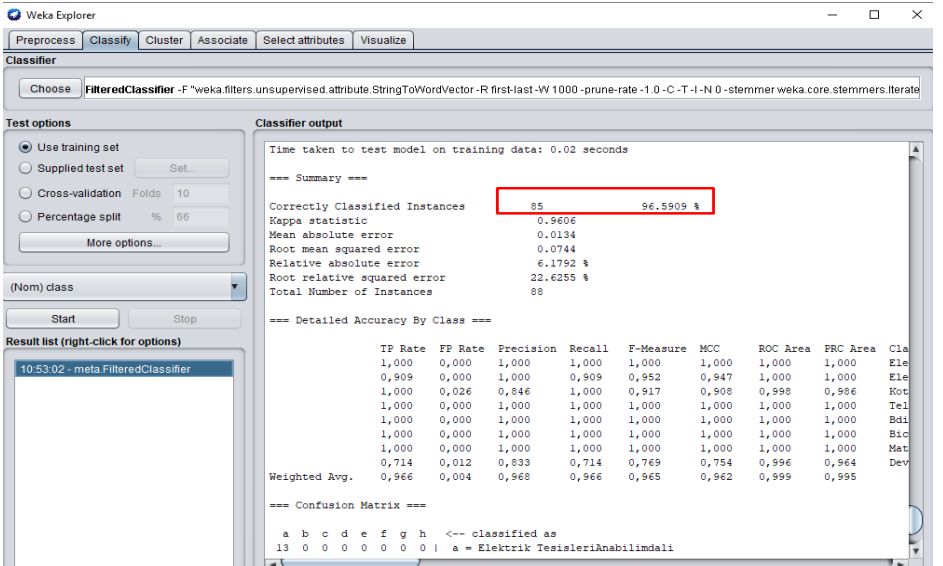 Weka Explorer
Preprocess Classify Cluster Associate Select attributes Visualize
Classifier
Choose FilteredClassifier -F "weka.filters.unsupervised.attribute.StringToWordVector -R first-last -W 1000 -prune-rate -1.0 -C -T -I -N 0 -stemmer weka.core.stemmers.Iterate
Test options
Use training set
Supplied test set Set...
Cross-validation Folds 10
Percentage split % 66
More options...
(Nom) class
Start Stop
Result list (right-click for options)
10:53:02 - meta.FilteredClassifier
Classifier output
Time taken to test model on training data: 0.02 seconds
=== Summary ===
Correctly Classified Instances 85 96.5909 %
Kappa statistic 0.9606
Mean absolute error 0.0134
Root mean squared error 0.0744
Relative absolute error 6.1792 %
Root relative squared error 22.6255 %
Total Number of Instances 88
=== Detailed Accuracy By Class ===
TP Rate FP Rate Precision Recall F-Measure MCC ROC Area PRC Area Cla
1,000 0,000 1,000 1,000 1,000 1,000 1,000 1,000 Ele
0,909 0,000 1,000 0,909 0,952 0,947 1,000 1,000 Ele
1,000 0,026 0,846 1,000 0,917 0,908 0,998 0,986 Kot
1,000 0,000 1,000 1,000 1,000 1,000 1,000 1,000 Tel
1,000 0,000 1,000 1,000 1,000 1,000 1,000 1,000 Bdi
1,000 0,000 1,000 1,000 1,000 1,000 1,000 1,000 Bic
1,000 0,000 1,000 1,000 1,000 1,000 1,000 1,000 Mat
0,714 0,012 0,833 0,714 0,769 0,754 0,996 0,964 Dev
Weighted Avg. 0,966 0,004 0,968 0,966 0,965 0,962 0,999 0,995
=== Confusion Matrix ===
a b c d e f g h <-- classified as
13 0 0 0 0 0 0 0 | a = Elektrik TesisleriAnabilimdali